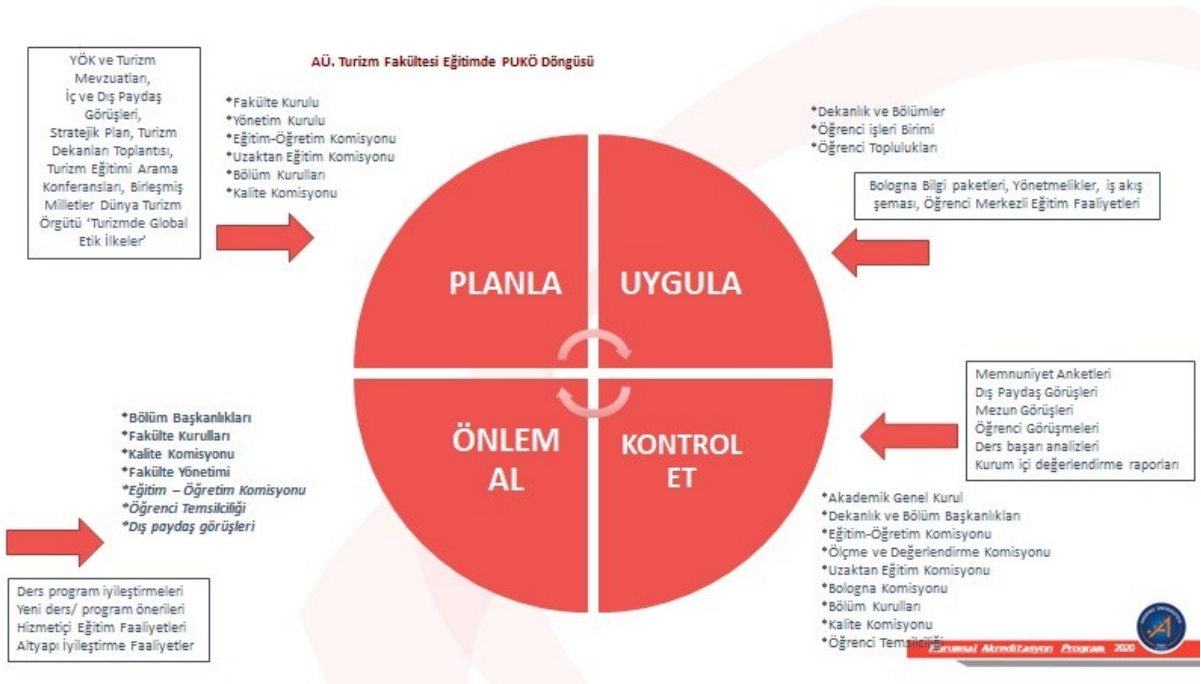 AÜ. Turizm Fakültesi Eğitimde PUKÖ Döngüsü
YÖK ve Turizm
Mevzuatları,
İç ve Dış Paydaş
Görüşleri,
Stratejik Plan, Turizm
Dekanları Toplantısı,
Turizm Eğitimi Arama
Konferansları, Birleşmiş
Milletler Dünya Turizm
Örgütü ‘Turizmde Global
Etik İlkeler’
*Fakülte Kurulu
*Yönetim Kurulu
*Eğitim-Öğretim Komisyonu
*Uzaktan Eğitim Komisyonu
*Bölüm Kurulları
*Kalite Komisyonu
*Dekanlık ve Bölümler
*Öğrenci işleri Birimi
*Öğrenci Toplulukları
Bologna Bilgi paketleri, Yönetmelikler, iş akış
şeması, Öğrenci Merkezli Eğitim Faaliyetleri
PLANLA
UYGULA
ÖNLEM
AL
KONTROL
ET
Memnuniyet Anketleri
Dış Paydaş Görüşleri
Mezun Görüşleri
Öğrenci Görüşmeleri
Ders başarı analizleri
Kurum içi değerlendirme raporları
*Akademik Genel Kurul
*Dekanlık ve Bölüm Başkanlıkları
*Eğitim-Öğretim Komisyonu
*Ölçme ve Değerlendirme Komisyonu
*Uzaktan Eğitim Komisyonu
*Bologna Komisyonu
*Bölüm Kurulları
*Kalite Komisyonu
*Öğrenci Temsilciliği
*Bölüm Başkanlıkları
*Fakülte Kurulları
*Kalite Komisyonu
*Fakülte Yönetimi
*Eğitim – Öğretim Komisyonu
*Öğrenci Temsilciliği
*Dış paydaş görüşleri
Ders program iyileştirmeleri
Yeni ders/ program önerileri
Hizmetiçi Eğitim Faaliyetleri
Altyapı İyileştirme Faaliyetler
Kurumsal Akreditasyon Program 2020